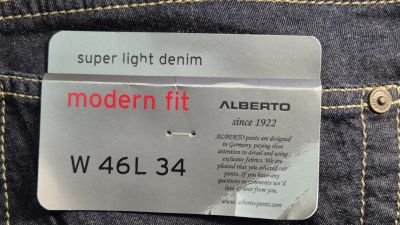 super light denim
modern fit
ALBERTO
since 1922
ALBERTO pants are designed
in Germany, paying close
attention to detail and using
exclusive fabrics. We are
pleased that you selected our
pants. If you have any
questions or comments we'd
love to hear from you.
www.alberto-pants.com
W 46 L 34